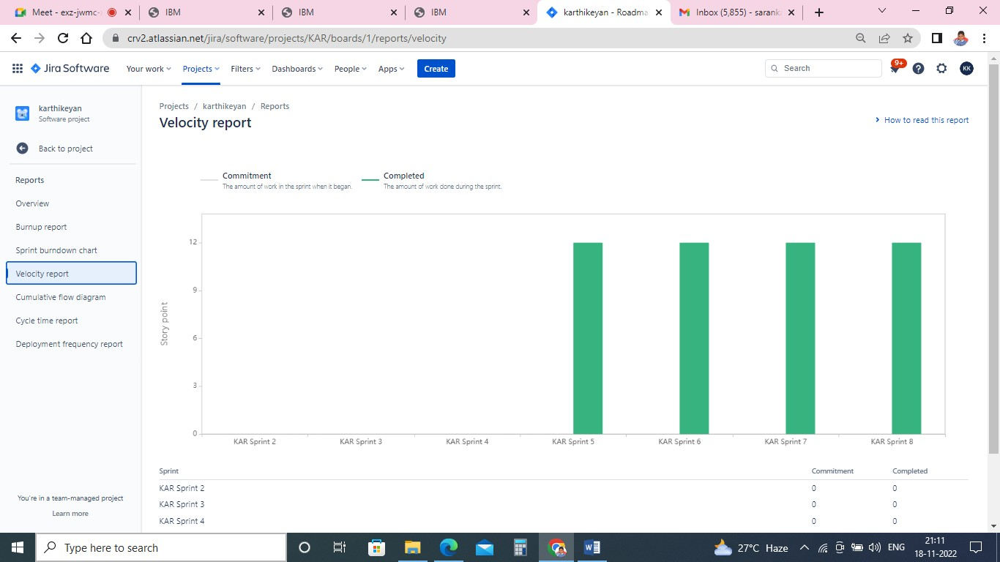 Meet - exz-jwmc-
IBM
IBM
IBM
karthikeyan - Roadma
Inbox (5,855) - sarank
crv2.atlassian.net/jira/software/projects/KAR/boards/1/reports/velocity
Jira Software
Your work
Projects
Filters
Dashboards
People
Apps
Create
Search
9+
KK
karthikeyan
Software project
Back to project
Reports
Overview
Burnup report
Sprint burndown chart
Velocity report
Cumulative flow diagram
Cycle time report
Deployment frequency report
You're in a team-managed project
Learn more
Projects / karthikeyan / Reports
Velocity report
How to read this report
Commitment
The amount of work in the sprint when it began.
Completed
The amount of work done during the sprint.
Story point
12
9
6
3
0
KAR Sprint 2
KAR Sprint 3
KAR Sprint 4
KAR Sprint 5
KAR Sprint 6
KAR Sprint 7
KAR Sprint 8
Sprint Commitment Completed
KAR Sprint 2 0 0
KAR Sprint 3 0 0
KAR Sprint 4 0 0
Type here to search
27°C Haze
ENG
21:11
18-11-2022